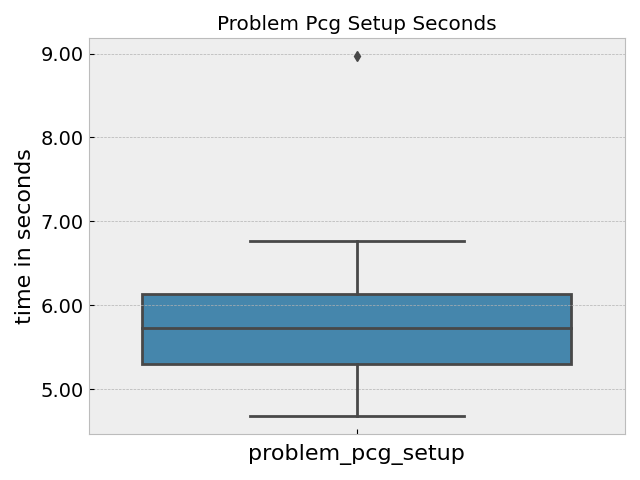 Problem Pcg Setup Seconds
9.00
8.00
7.00
6.00
5.00
time in seconds
problem_pcg_setup